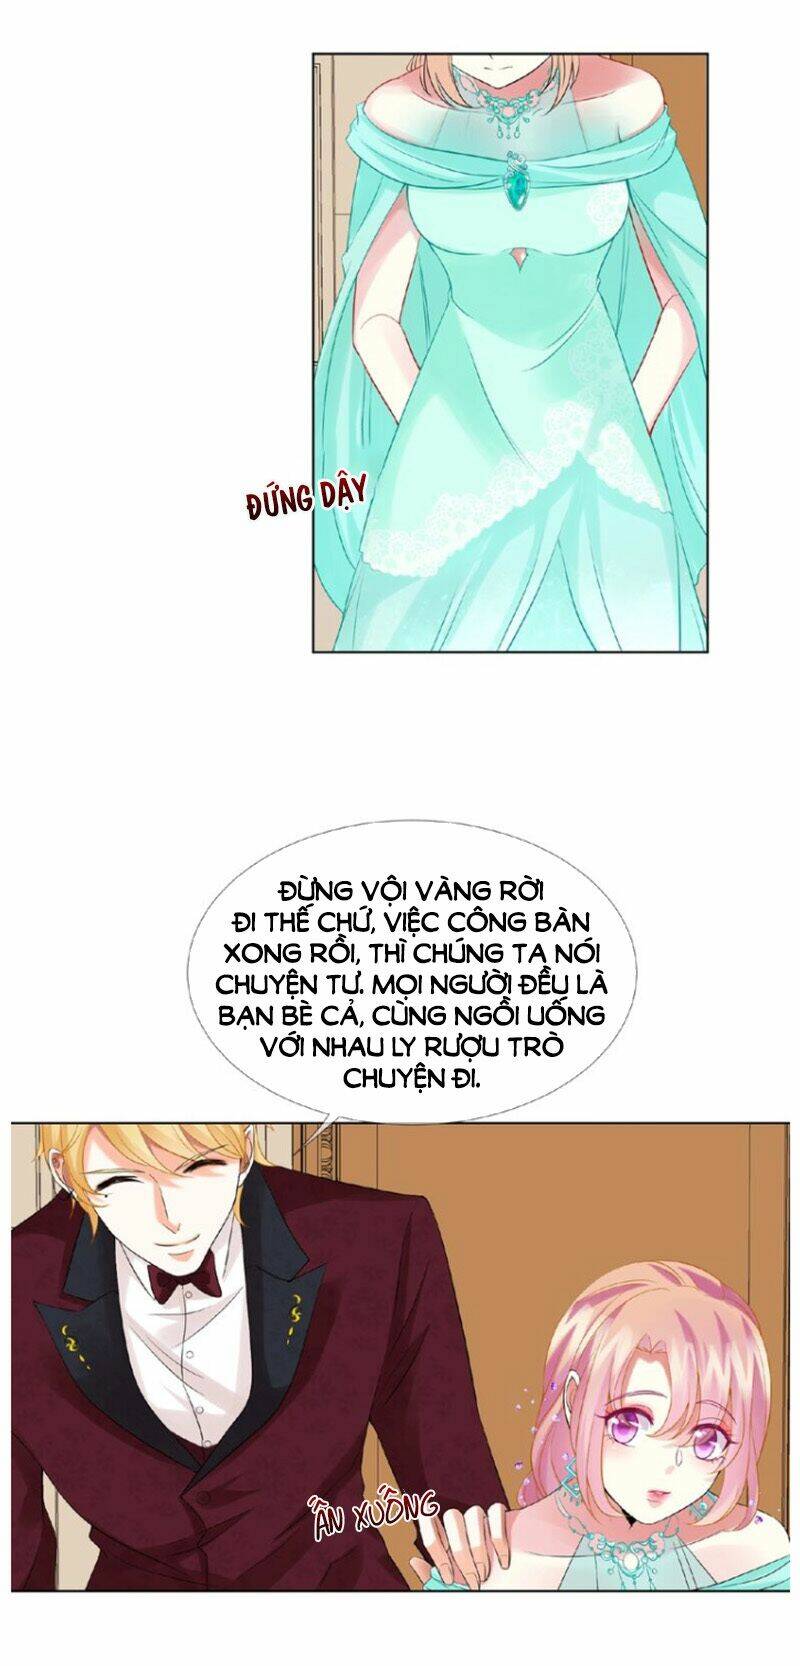 ĐỨNG DẬY
ĐỪNG VỘI VÀNG RỜI
ĐI THẾ CHỨ, VIỆC CÔNG BÀN
XONG RỒI, THÌ CHÚNG TA NÓI
CHUYỆN TƯ. MỌI NGƯỜI ĐỀU LÀ
BẠN BÈ CẢ, CÙNG NGỒI UỐNG
VỚI NHAU LY RƯỢU TRÒ
CHUYỆN ĐI.
ẤN XUỐNG